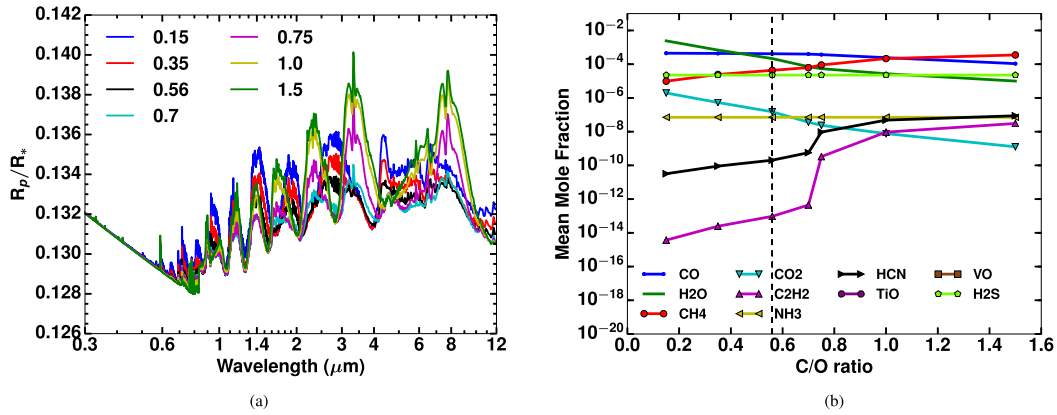 0.142
0.140
0.138
0.136
0.134
0.132
0.130
0.128
0.126
R_p/R_*
0.15
0.35
0.56
0.7
0.75
1.0
1.5
0.3
0.6
1
1.4
2
3
4
6
8
12
Wavelength (μm)
(a)
10^-2
10^-4
10^-6
10^-8
10^-10
10^-12
10^-14
10^-16
10^-18
10^-20
Mean Mole Fraction
CO
H2O
CH4
CO2
C2H2
NH3
HCN
TiO
VO
H2S
0.0 0.2 0.4 0.6 0.8 1.0 1.2 1.4 1.6
C/O ratio
(b)